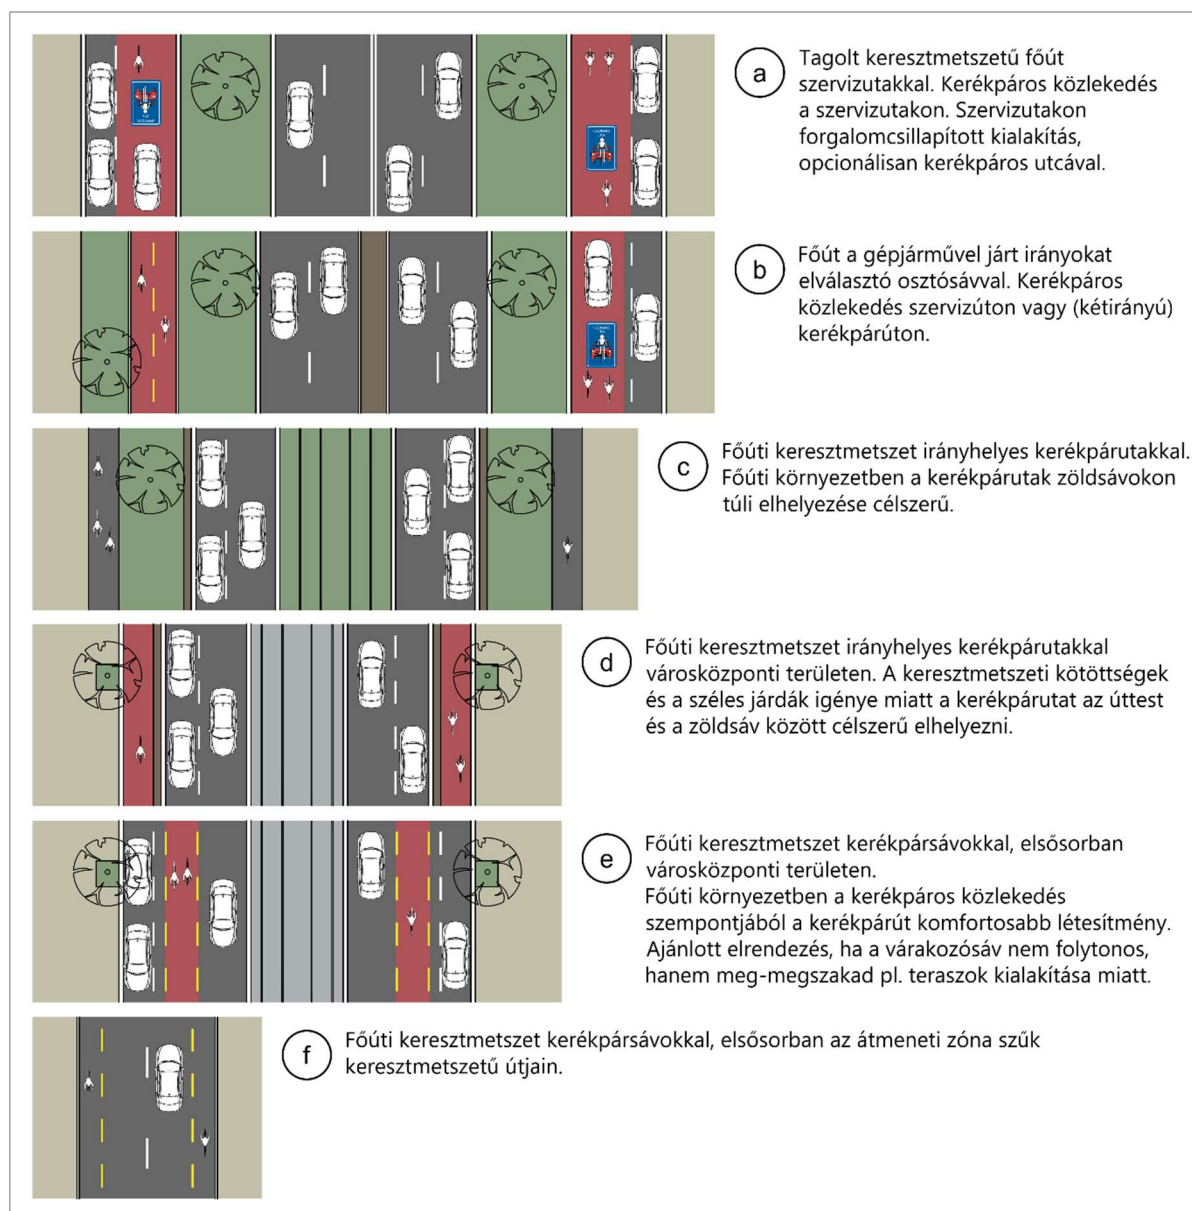 a
Tagolt keresztmetszetű főút
szervizutakkal. Kerékpáros közlekedés
a szervizutakon. Szervizutakon
forgalomcsillapított kialakítás,
opcionálisan kerékpáros utcával.
b
Főút a gépjárművel járt irányokat
elválasztó osztósávval. Kerékpáros
közlekedés szervizúton vagy (kétirányú)
kerékpárúton.
c
Főúti keresztmetszet irányhelyes kerékpárutakkal.
Főúti környezetben a kerékpárutak zöldsávokon
túli elhelyezése célszerű.
d
Főúti keresztmetszet irányhelyes kerékpárutakkal
városközponti területen. A keresztmetszeti kötöttségek
és a széles járdák igénye miatt a kerékpárutat az úttest
és a zöldsáv között célszerű elhelyezni.
e
Főúti keresztmetszet kerékpársávokkal, elsősorban
városközponti területen.
Főúti környezetben a kerékpáros közlekedés
szempontjából a kerékpárút komfortosabb létesítmény.
Ajánlott elrendezés, ha a várakozósáv nem folytonos,
hanem meg-megszakad pl. teraszok kialakítása miatt.
f
Főúti keresztmetszet kerékpársávokkal, elsősorban az átmeneti zóna szűk
keresztmetszetű útjain.